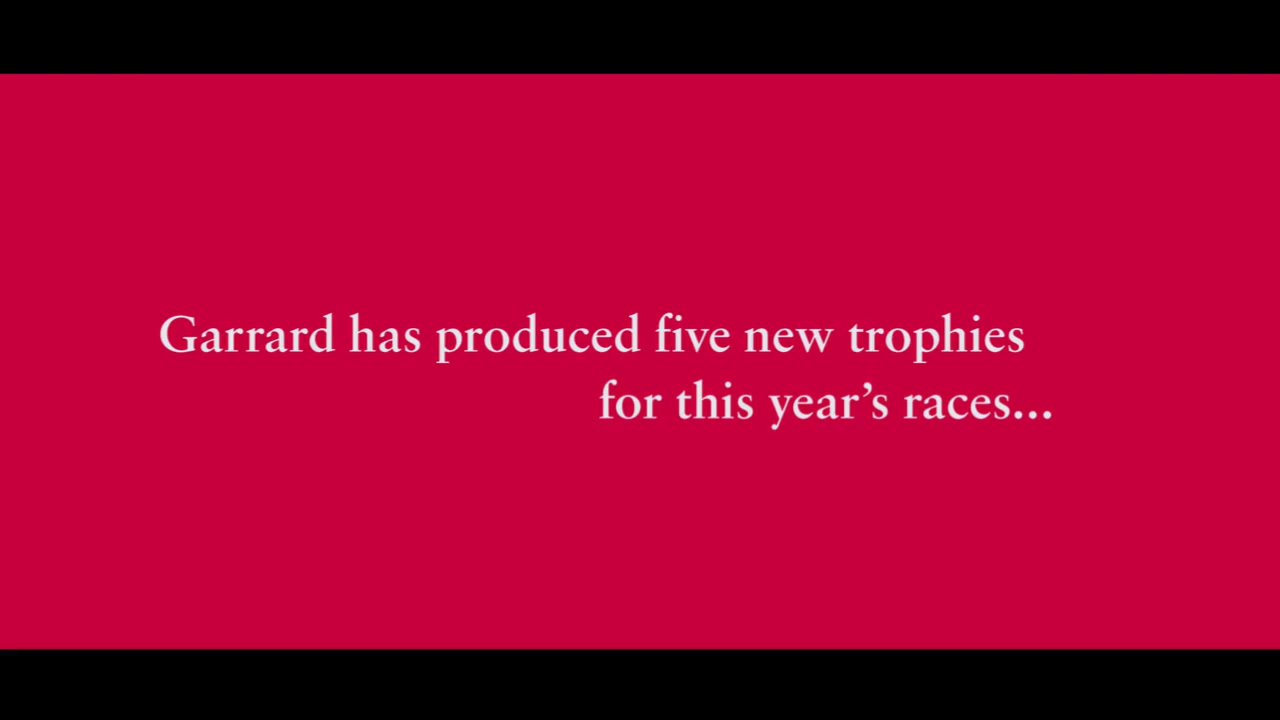 Garrard has produced five new trophies
for this year’s races...